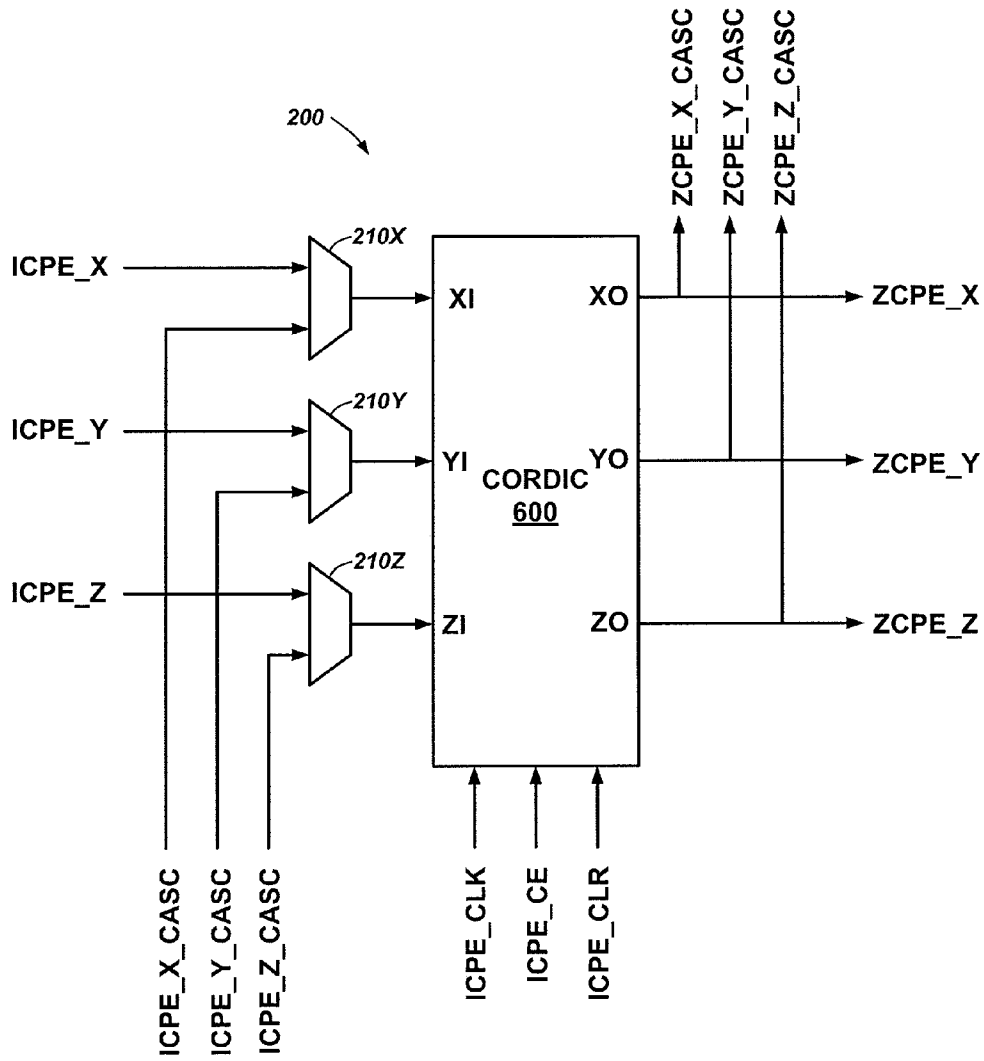 ZCPE_X_CASC
ZCPE_Y_CASC
ZCPE_Z_CASC
200
210X
ICPE_X
XI
XO
ZCPE_X
210Y
ICPE_Y
YI
YO
ZCPE_Y
CORDIC
600
210Z
ICPE_Z
ZI
ZO
ZCPE_Z
ICPE_X_CASC
ICPE_Y_CASC
ICPE_Z_CASC
ICPE_CLK
ICPE_CE
ICPE_CLR